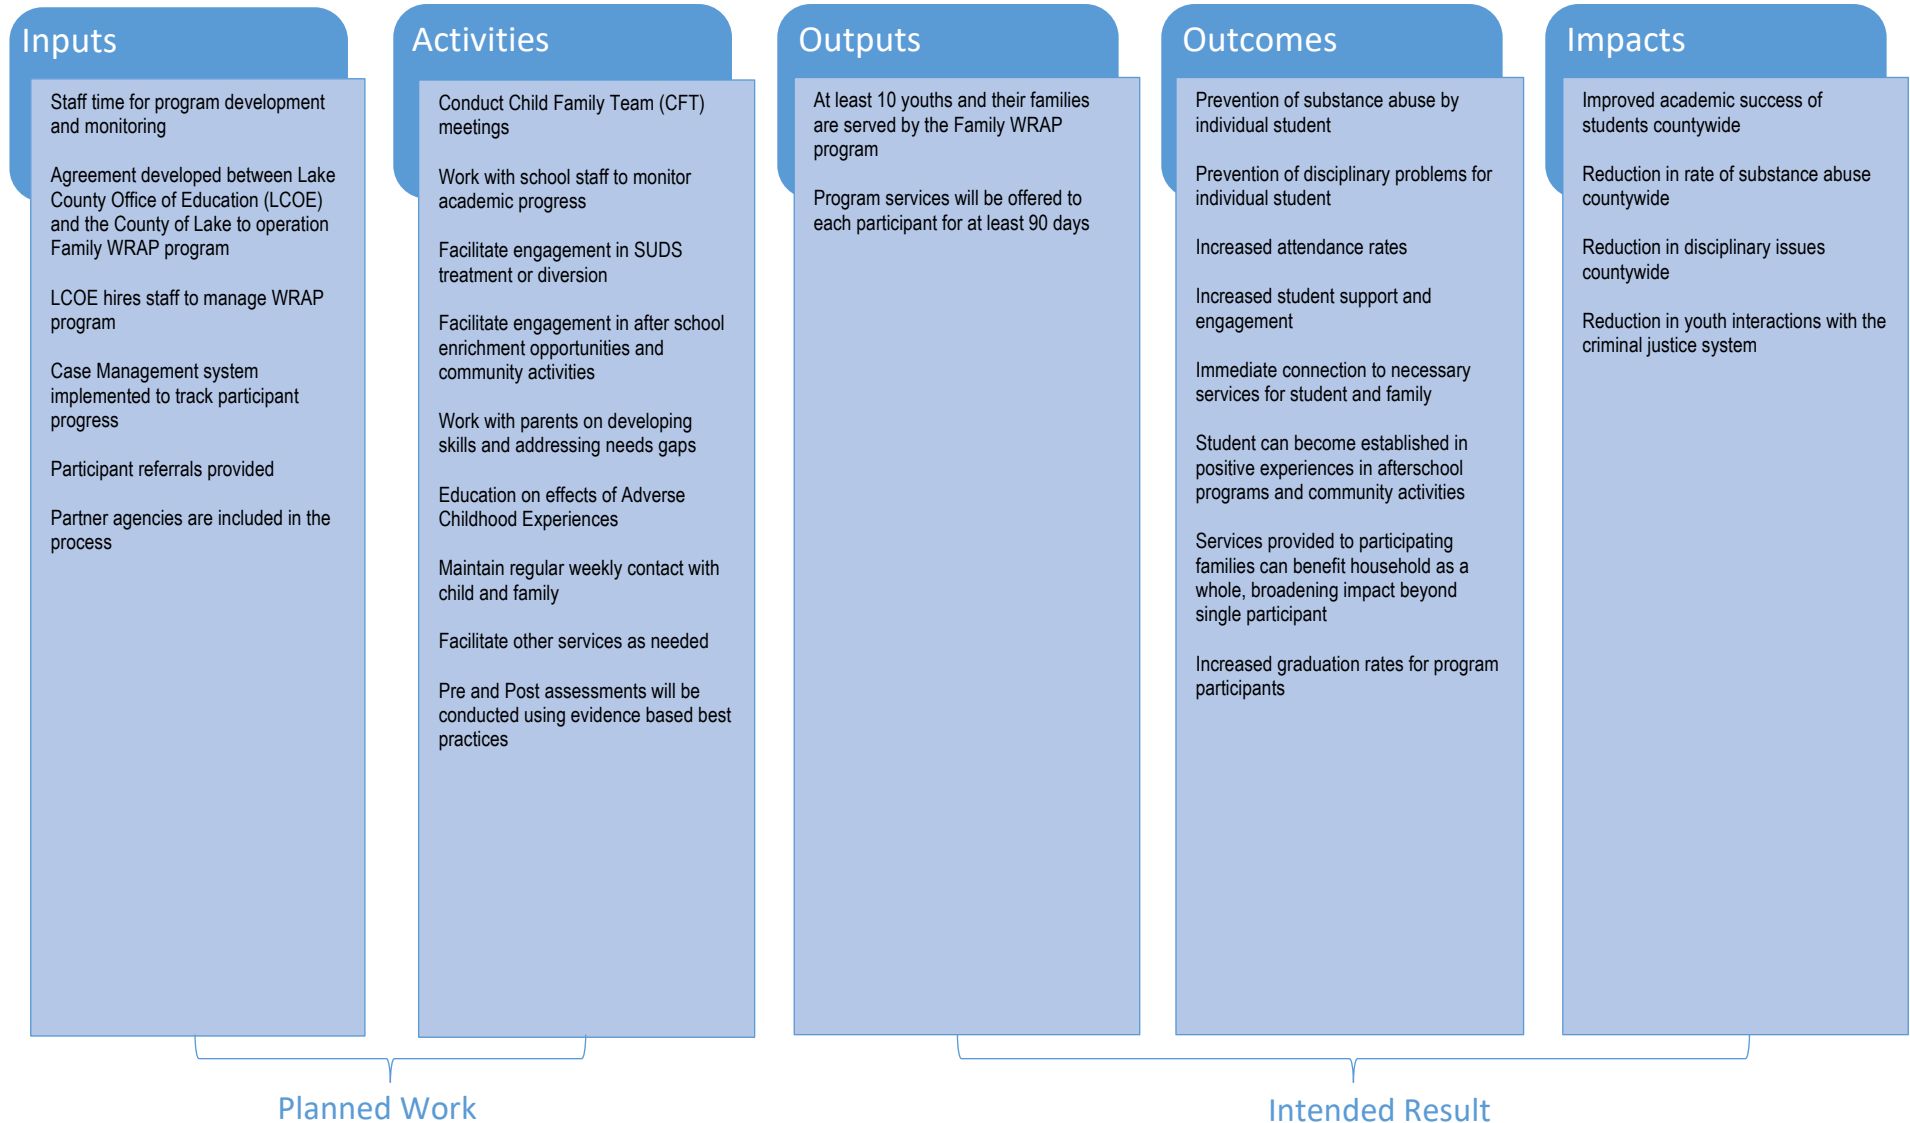 Inputs
Staff time for program development
and monitoring
Agreement developed between Lake
County Office of Education (LCOE)
and the County of Lake to operation
Family WRAP program
LCOE hires staff to manage WRAP
program
Case Management system
implemented to track participant
progress
Participant referrals provided
Partner agencies are included in the
process
Activities
Conduct Child Family Team (CFT)
meetings
Work with school staff to monitor
academic progress
Facilitate engagement in SUDS
treatment or diversion
Facilitate engagement in after school
enrichment opportunities and
community activities
Work with parents on developing
skills and addressing needs gaps
Education on effects of Adverse
Childhood Experiences
Maintain regular weekly contact with
child and family
Facilitate other services as needed
Pre and Post assessments will be
conducted using evidence based best
practices
Outputs
At least 10 youths and their families
are served by the Family WRAP
program
Program services will be offered to
each participant for at least 90 days
Outcomes
Prevention of substance abuse by
individual student
Prevention of disciplinary problems for
individual student
Increased attendance rates
Increased student support and
engagement
Immediate connection to necessary
services for student and family
Student can become established in
positive experiences in afterschool
programs and community activities
Services provided to participating
families can benefit household as a
whole, broadening impact beyond
single participant
Increased graduation rates for program
participants
Impacts
Improved academic success of
students countywide
Reduction in rate of substance abuse
countywide
Reduction in disciplinary issues
countywide
Reduction in youth interactions with the
criminal justice system
Planned Work
Intended Result